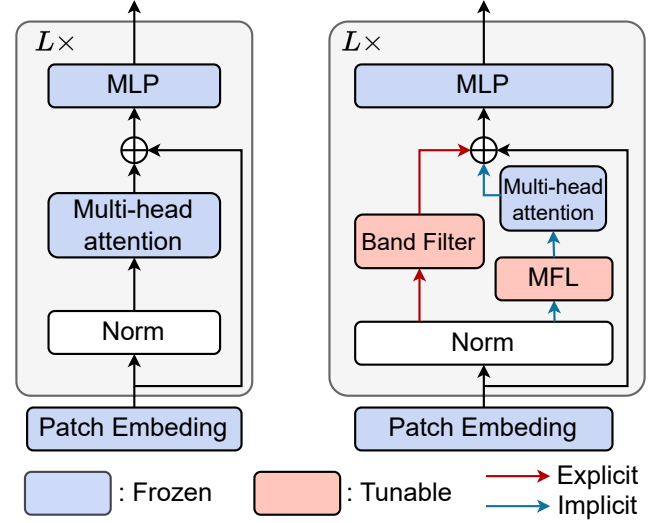 L×
MLP
Multi-head
attention
Norm
Patch Embeding
L×
MLP
Multi-head
attention
Band Filter
MFL
Norm
Patch Embeding
: Frozen
: Tunable
Explicit
Implicit